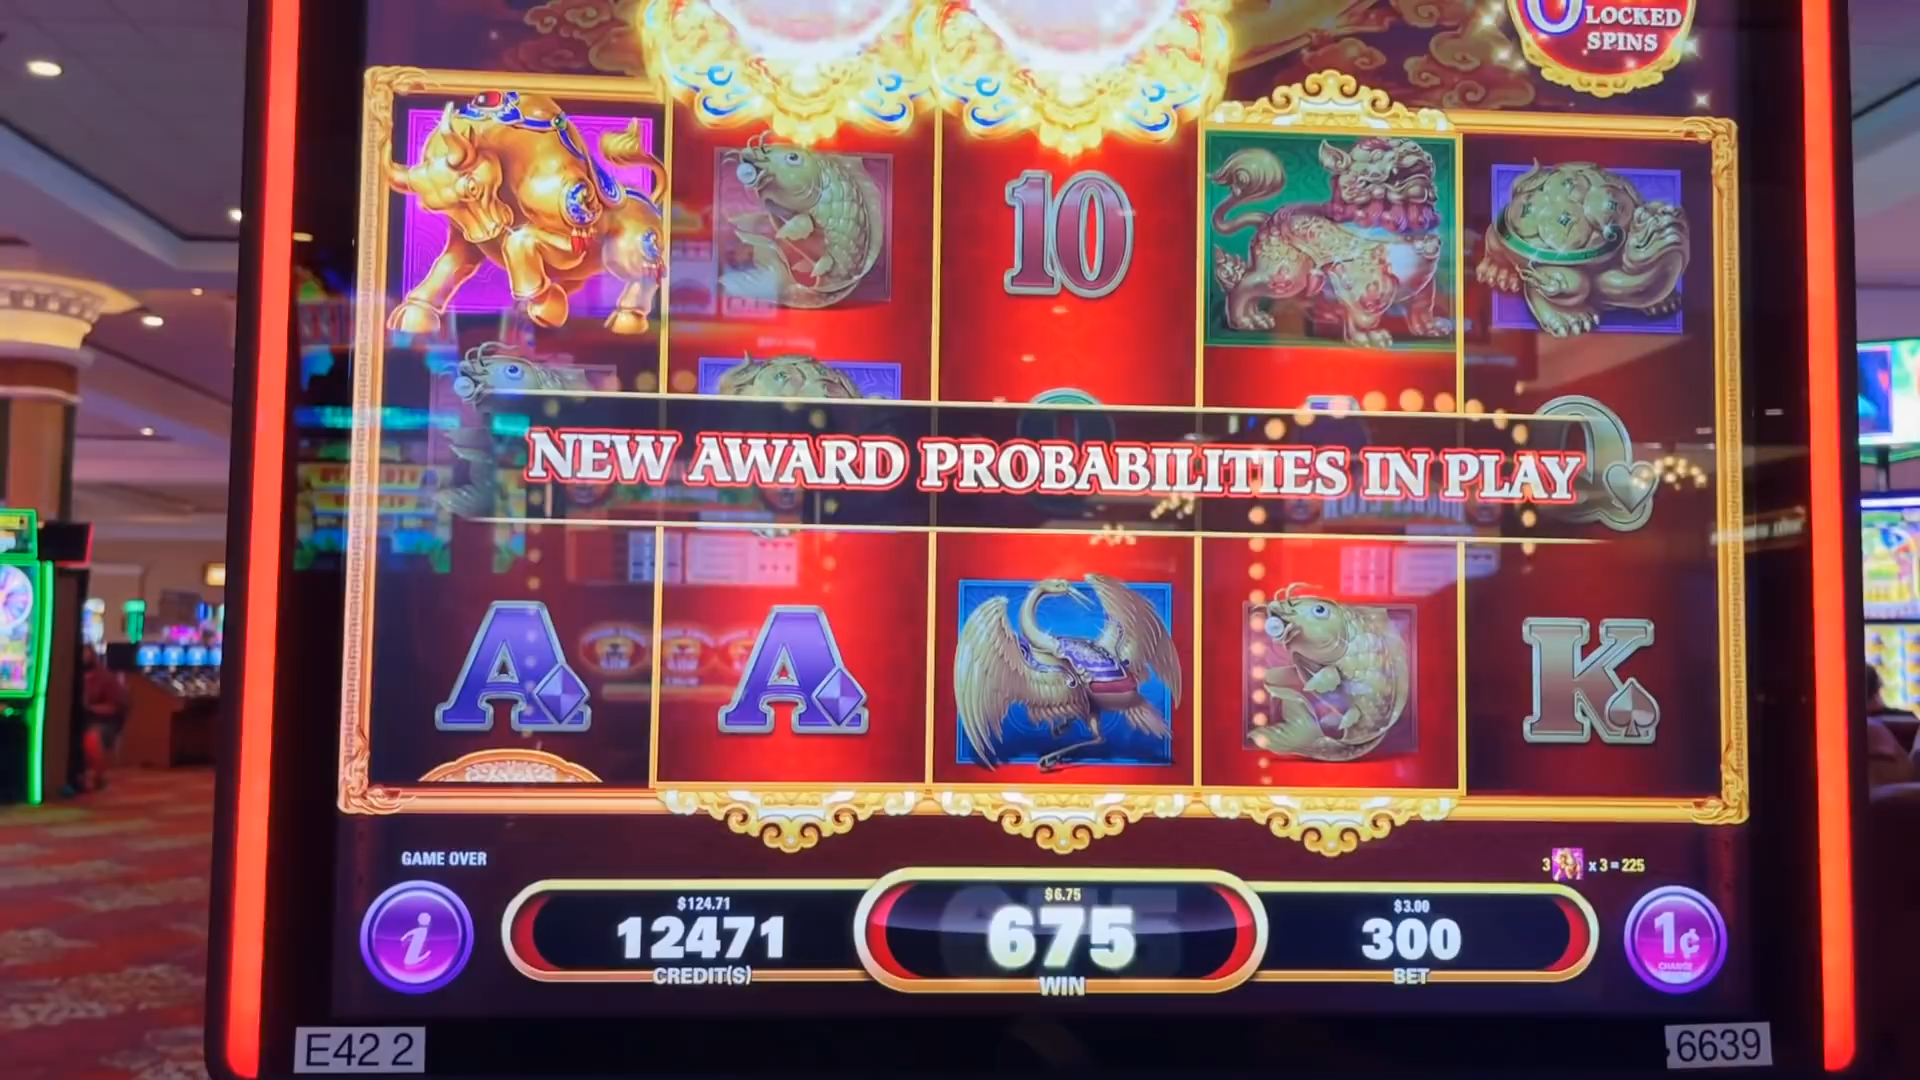 LOCKED
SPINS
10
NEW AWARD PROBABILITIES IN PLAY
Q
A
A
K
GAME OVER
3 x 3 = 225
i
$124.71
12471
CREDIT(S)
$6.75
675
WIN
$3.00
300
BET
1¢
E42 2
6639